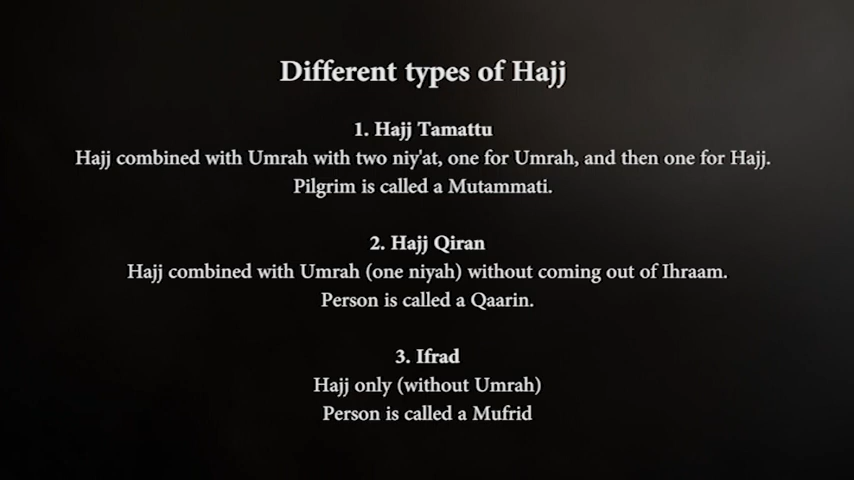 Different types of Hajj
1. Hajj Tamattu
Hajj combined with Umrah with two niy'at, one for Umrah, and then one for Hajj.
Pilgrim is called a Mutammati.
2. Hajj Qiran
Hajj combined with Umrah (one niyah) without coming out of Ihraam.
Person is called a Qaarin.
3. Ifrad
Hajj only (without Umrah)
Person is called a Mufrid